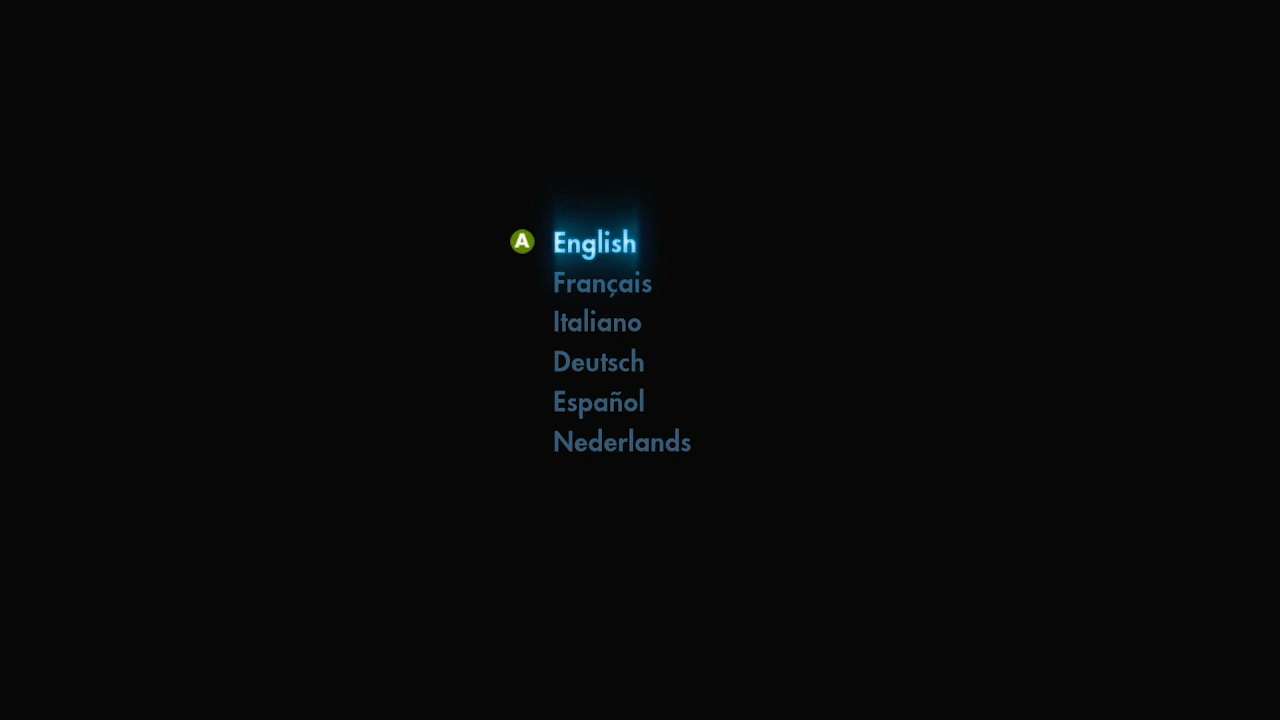 A English
Français
Italiano
Deutsch
Español
Nederlands